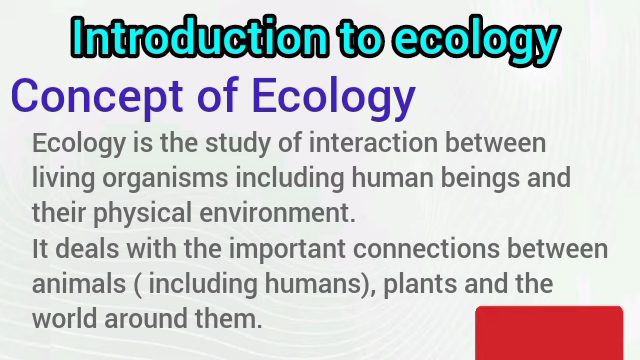 Introduction to ecology
Concept of Ecology
Ecology is the study of interaction between
living organisms including human beings and
their physical environment.
It deals with the important connections between
animals ( including humans), plants and the
world around them.